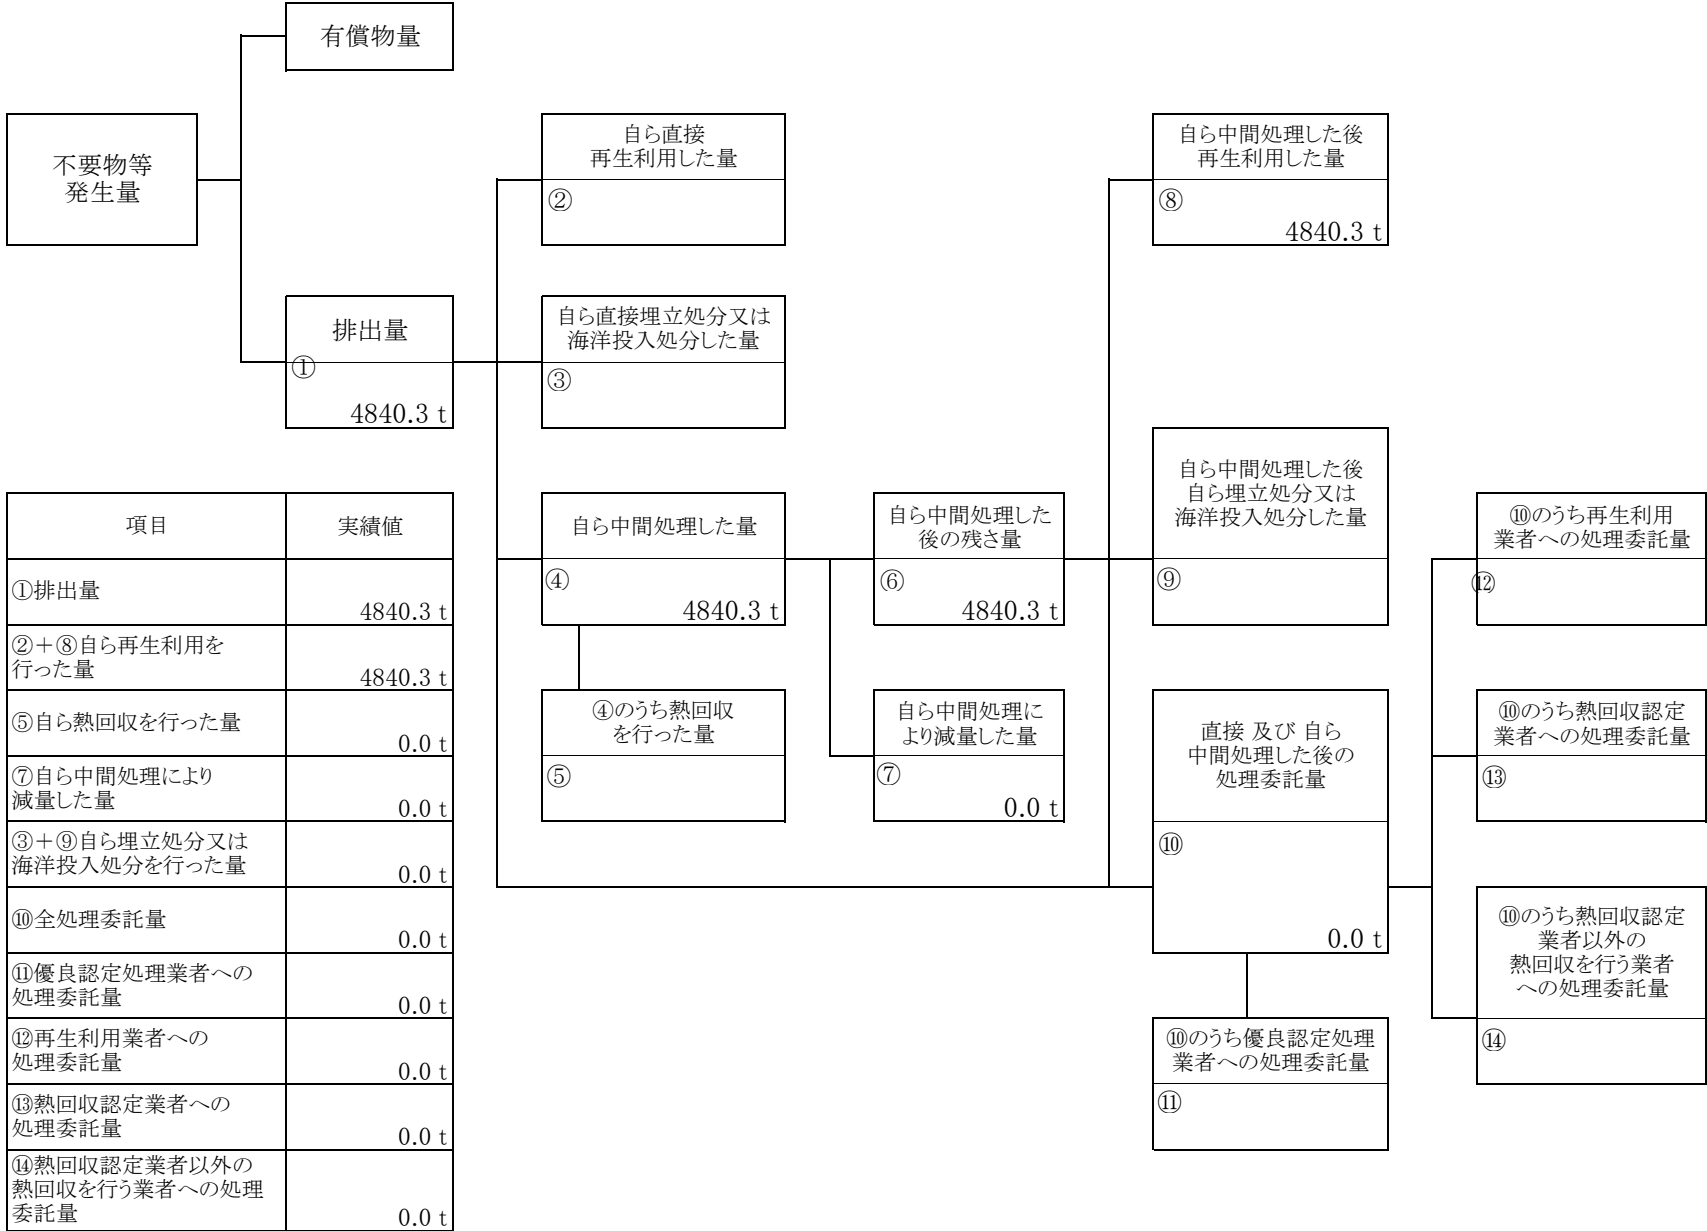 有償物量
不要物等
発生量
自ら直接
再生利用した量
②
自ら中間処理した後
再生利用した量
⑧
4840.3 t
排出量
①
4840.3 t
自ら直接埋立処分又は
海洋投入処分した量
③
項目
実績値
①排出量
4840.3 t
②＋⑧自ら再生利用を
行った量
4840.3 t
⑤自ら熱回収を行った量
0.0 t
⑦自ら中間処理により
減量した量
0.0 t
③＋⑨自ら埋立処分又は
海洋投入処分を行った量
0.0 t
⑩全処理委託量
0.0 t
⑪優良認定処理業者への
処理委託量
0.0 t
⑫再生利用業者への
処理委託量
0.0 t
⑬熱回収認定業者への
処理委託量
0.0 t
⑭熱回収認定業者以外の
熱回収を行う業者への処理
委託量
0.0 t
自ら中間処理した量
④
4840.3 t
④のうち熱回収
を行った量
⑤
自ら中間処理した
後の残さ量
⑥
4840.3 t
自ら中間処理に
より減量した量
⑦
0.0 t
自ら中間処理した後
自ら埋立処分又は
海洋投入処分した量
⑨
直接 及び 自ら
中間処理した後の
処理委託量
⑩
0.0 t
⑩のうち優良認定処理
業者への処理委託量
⑪
⑩のうち再生利用
業者への処理委託量
⑫
⑩のうち熱回収認定
業者への処理委託量
⑬
⑩のうち熱回収認定
業者以外の
熱回収を行う業者
への処理委託量
⑭